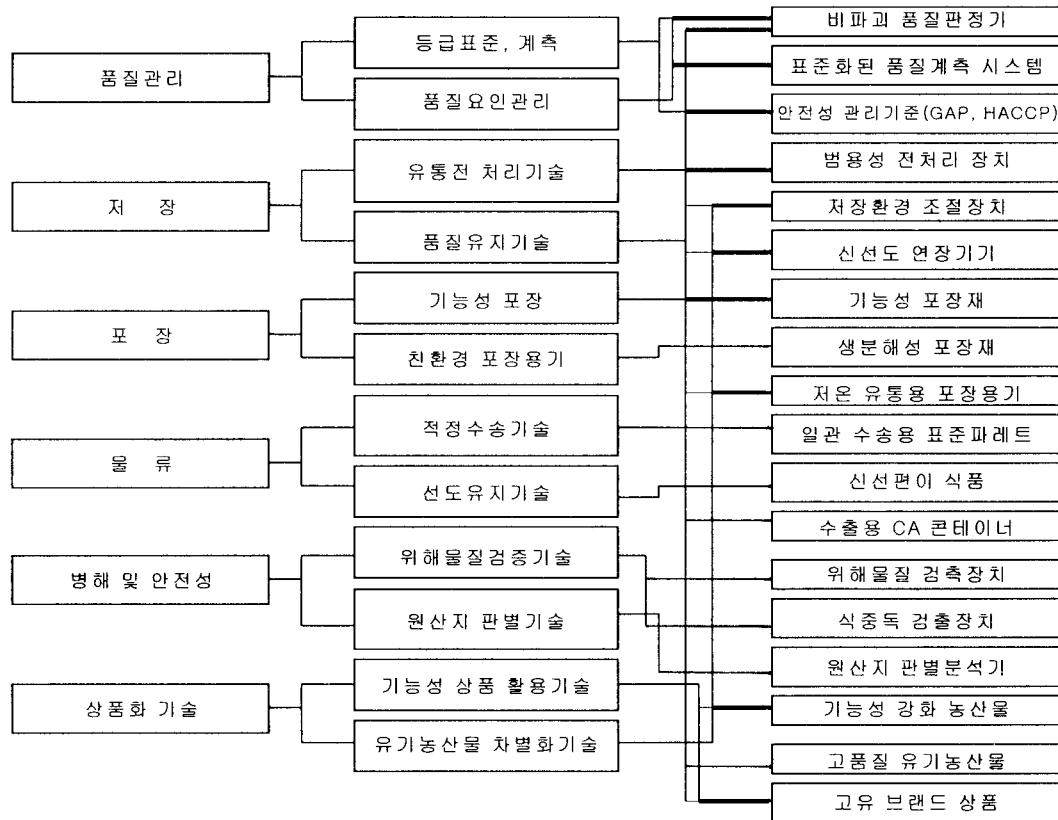 품질관리
저 장
포 장
물 류
병해 및 안전성
상품화 기술
등급표준, 계측
품질요인관리
유통전 처리기술
품질유지기술
기능성 포장
친환경 포장용기
적정수송기술
선도유지기술
위해물질검증기술
원산지 판별기술
기능성 상품 활용기술
유기농산물 차별화기술
비파괴 품질판정기
표준화된 품질계측 시스템
안전성 관리기준(GAP, HACCP)
범용성 전처리 장치
저장환경 조절장치
신선도 연장기기
기능성 포장재
생분해성 포장재
저온 유통용 포장용기
일관 수송용 표준파레트
신선편이 식품
수출용 CA 콘테이너
위해물질 검측장치
식중독 검출장치
원산지 판별분석기
기능성 강화 농산물
고품질 유기농산물
고유 브랜드 상품